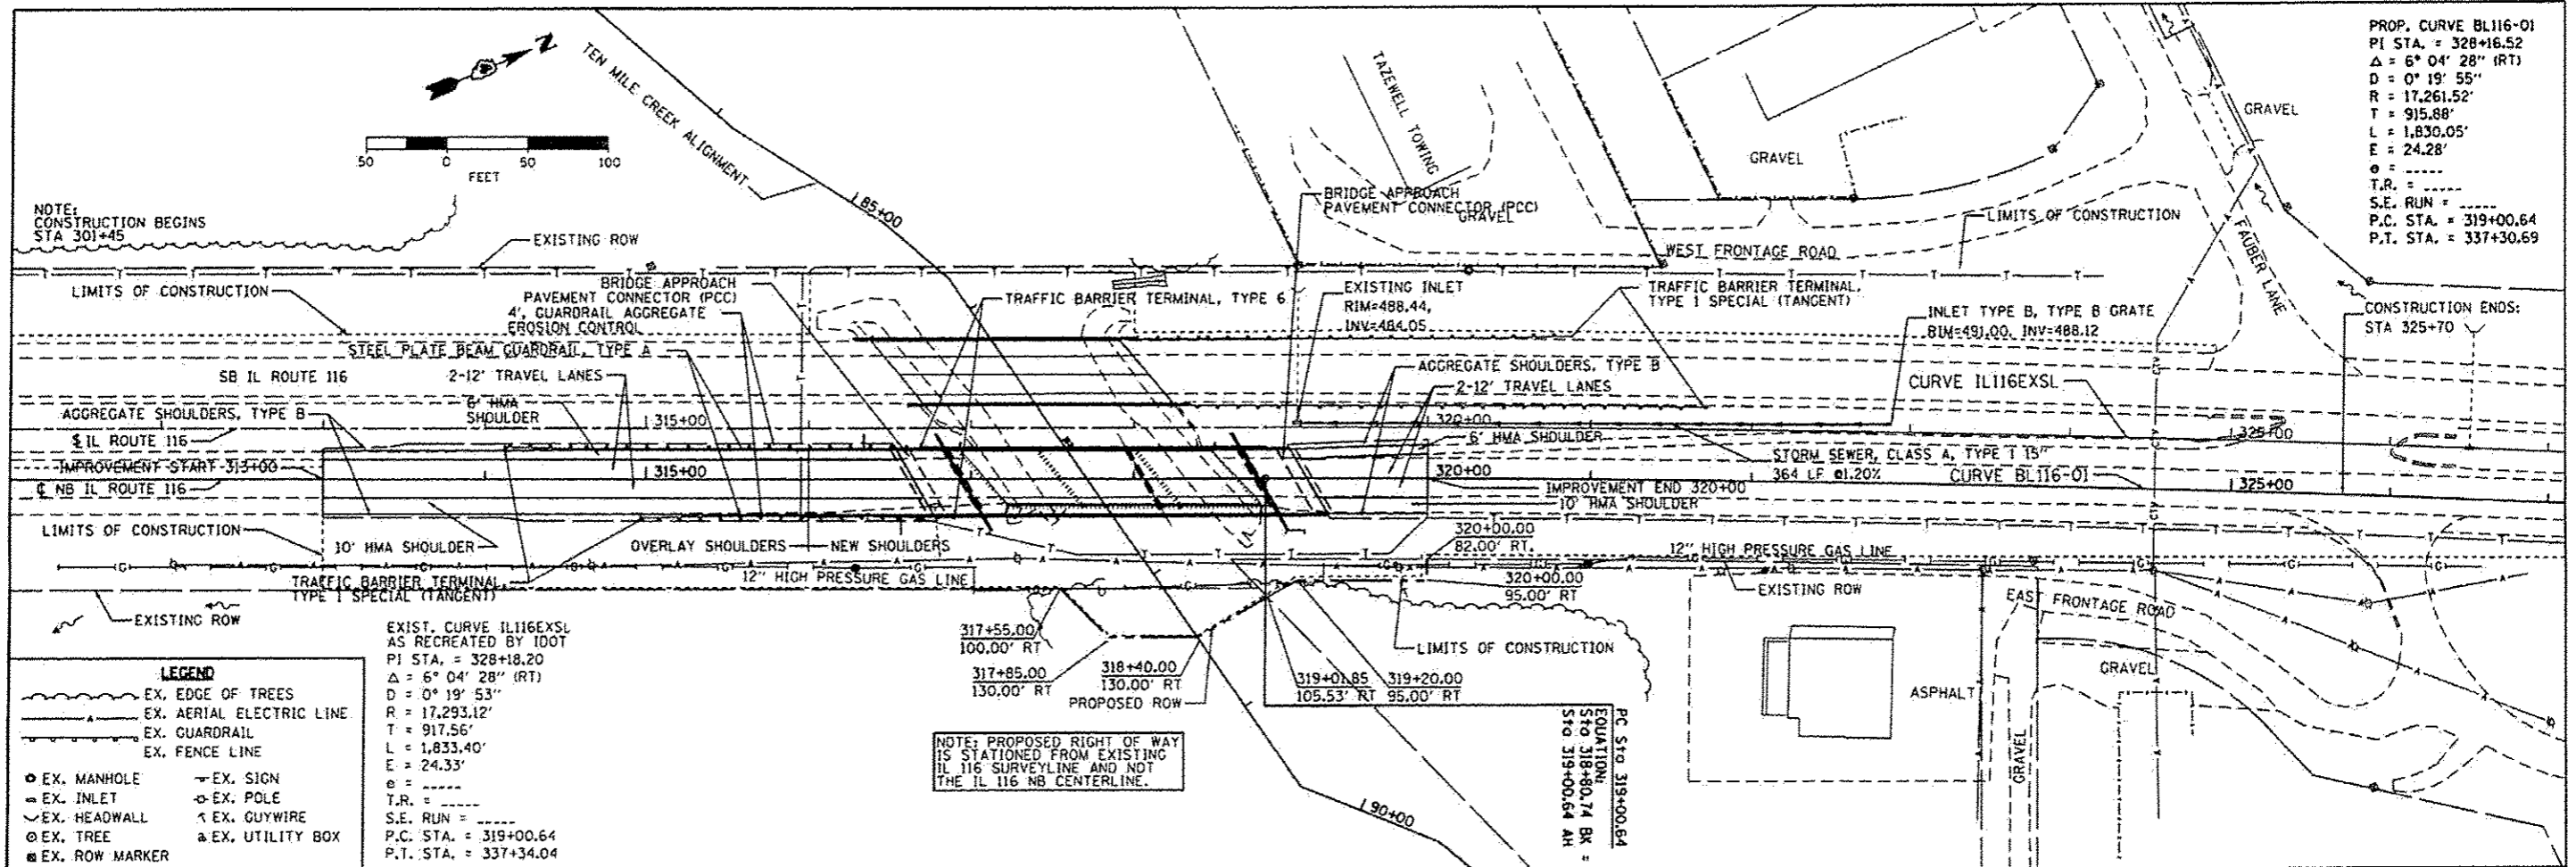 PROP. CURVE BL116-01
PI STA. = 328+16.52
Δ = 6° 04' 28" (RT)
D = 0° 19' 55"
R = 17,261.52'
T = 915.88'
L = 1,830.05'
E = 24.28'
e = -----
T.R. = -----
S.E. RUN = -----
P.C. STA. = 319+00.64
P.T. STA. = 337+30.69
N
50 0 50 100
FEET
TEN MILE CREEK ALIGNMENT
185+00
TAZEWELL TOWING
GRAVEL
GRAVEL
GRAVEL
FAUBER LANE
NOTE:
CONSTRUCTION BEGINS
STA 301+45
EXISTING ROW
LIMITS OF CONSTRUCTION
BRIDGE APPROACH
PAVEMENT CONNECTOR (PCC)
LIMITS OF CONSTRUCTION
WEST FRONTAGE ROAD
BRIDGE APPROACH
PAVEMENT CONNECTOR (PCC)
4', GUARDRAIL AGGREGATE
EROSION CONTROL
STEEL PLATE BEAM GUARDRAIL, TYPE A
TRAFFIC BARRIER TERMINAL, TYPE 6
EXISTING INLET
RIM=488.44,
INV=484.05
TRAFFIC BARRIER TERMINAL,
TYPE 1 SPECIAL (TANGENT)
INLET TYPE B, TYPE B GRATE
RIM=491.00, INV=488.12
CONSTRUCTION ENDS:
STA 325+70
SB IL ROUTE 116
2-12' TRAVEL LANES
AGGREGATE SHOULDERS, TYPE B
2-12' TRAVEL LANES
CURVE IL116EXSL
AGGREGATE SHOULDERS, TYPE B
6' HMA
SHOULDER
315+00
320+00
325+00
℄ IL ROUTE 116
6' HMA SHOULDER
STORM SEWER, CLASS A, TYPE 1 15"
364 LF @1.20%
IMPROVEMENT START 313+00
315+00
320+00
CURVE BL116-01
325+00
℄ NB IL ROUTE 116
IMPROVEMENT END 320+00
10' HMA SHOULDER
LIMITS OF CONSTRUCTION
10' HMA SHOULDER
OVERLAY SHOULDERS
NEW SHOULDERS
320+00.00
82.00' RT.
12" HIGH PRESSURE GAS LINE
TRAFFIC BARRIER TERMINAL,
TYPE 1 SPECIAL (TANGENT)
12" HIGH PRESSURE GAS LINE
320+00.00
95.00' RT
EXISTING ROW
EXISTING ROW
EAST FRONTAGE ROAD
317+55.00
100.00' RT
317+85.00
130.00' RT
318+40.00
130.00' RT
PROPOSED ROW
319+01.85
105.53' RT
319+20.00
95.00' RT
LIMITS OF CONSTRUCTION
GRAVEL
ASPHALT
GRAVEL
EXIST. CURVE IL116EXSL
AS RECREATED BY IDOT
PI STA. = 328+18.20
Δ = 6° 04' 28" (RT)
D = 0° 19' 53"
R = 17,293.12'
T = 917.56'
L = 1,833.40'
E = 24.33'
e = -----
T.R. = -----
S.E. RUN = -----
P.C. STA. = 319+00.64
P.T. STA. = 337+34.04
NOTE: PROPOSED RIGHT OF WAY
IS STATIONED FROM EXISTING
IL 116 SURVEYLINE AND NOT
THE IL 116 NB CENTERLINE.
PC Sta 319+00.64
EQUATION:
Sta 318+80.74 BK =
Sta 319+00.64 AH
190+00
LEGEND
EX. EDGE OF TREES
EX. AERIAL ELECTRIC LINE
EX. GUARDRAIL
EX. FENCE LINE
EX. MANHOLE
EX. SIGN
EX. INLET
EX. POLE
EX. HEADWALL
EX. GUYWIRE
EX. TREE
EX. UTILITY BOX
EX. ROW MARKER